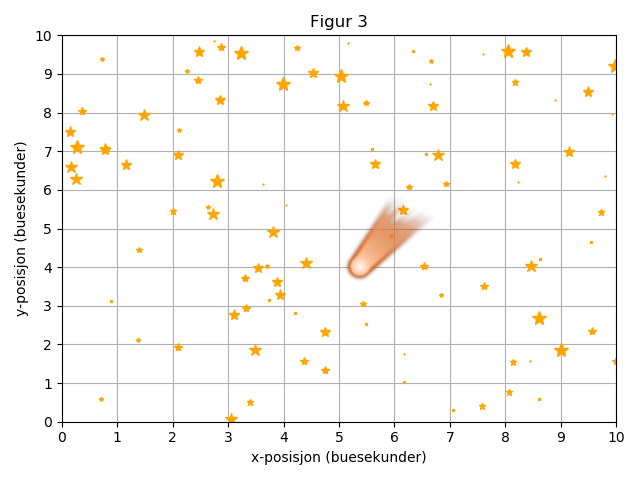 Figur 3
10
9
8
7
6
5
4
3
2
1
0
y-posisjon (buesekunder)
0 1 2 3 4 5 6 7 8 9 10
x-posisjon (buesekunder)